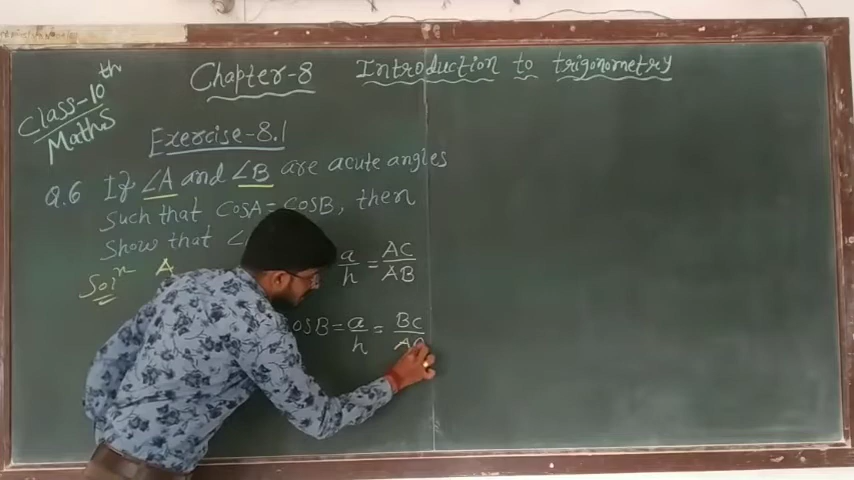 Class-10th
Maths
Chapter-8 Introduction to trigonometry
Exercise-8.1
Q.6 If ∠A and ∠B are acute angles
Such that CosA = CosB, then
Show that ∠
Solⁿ A
a/h = AC/AB
osB = a/h = BC/AB